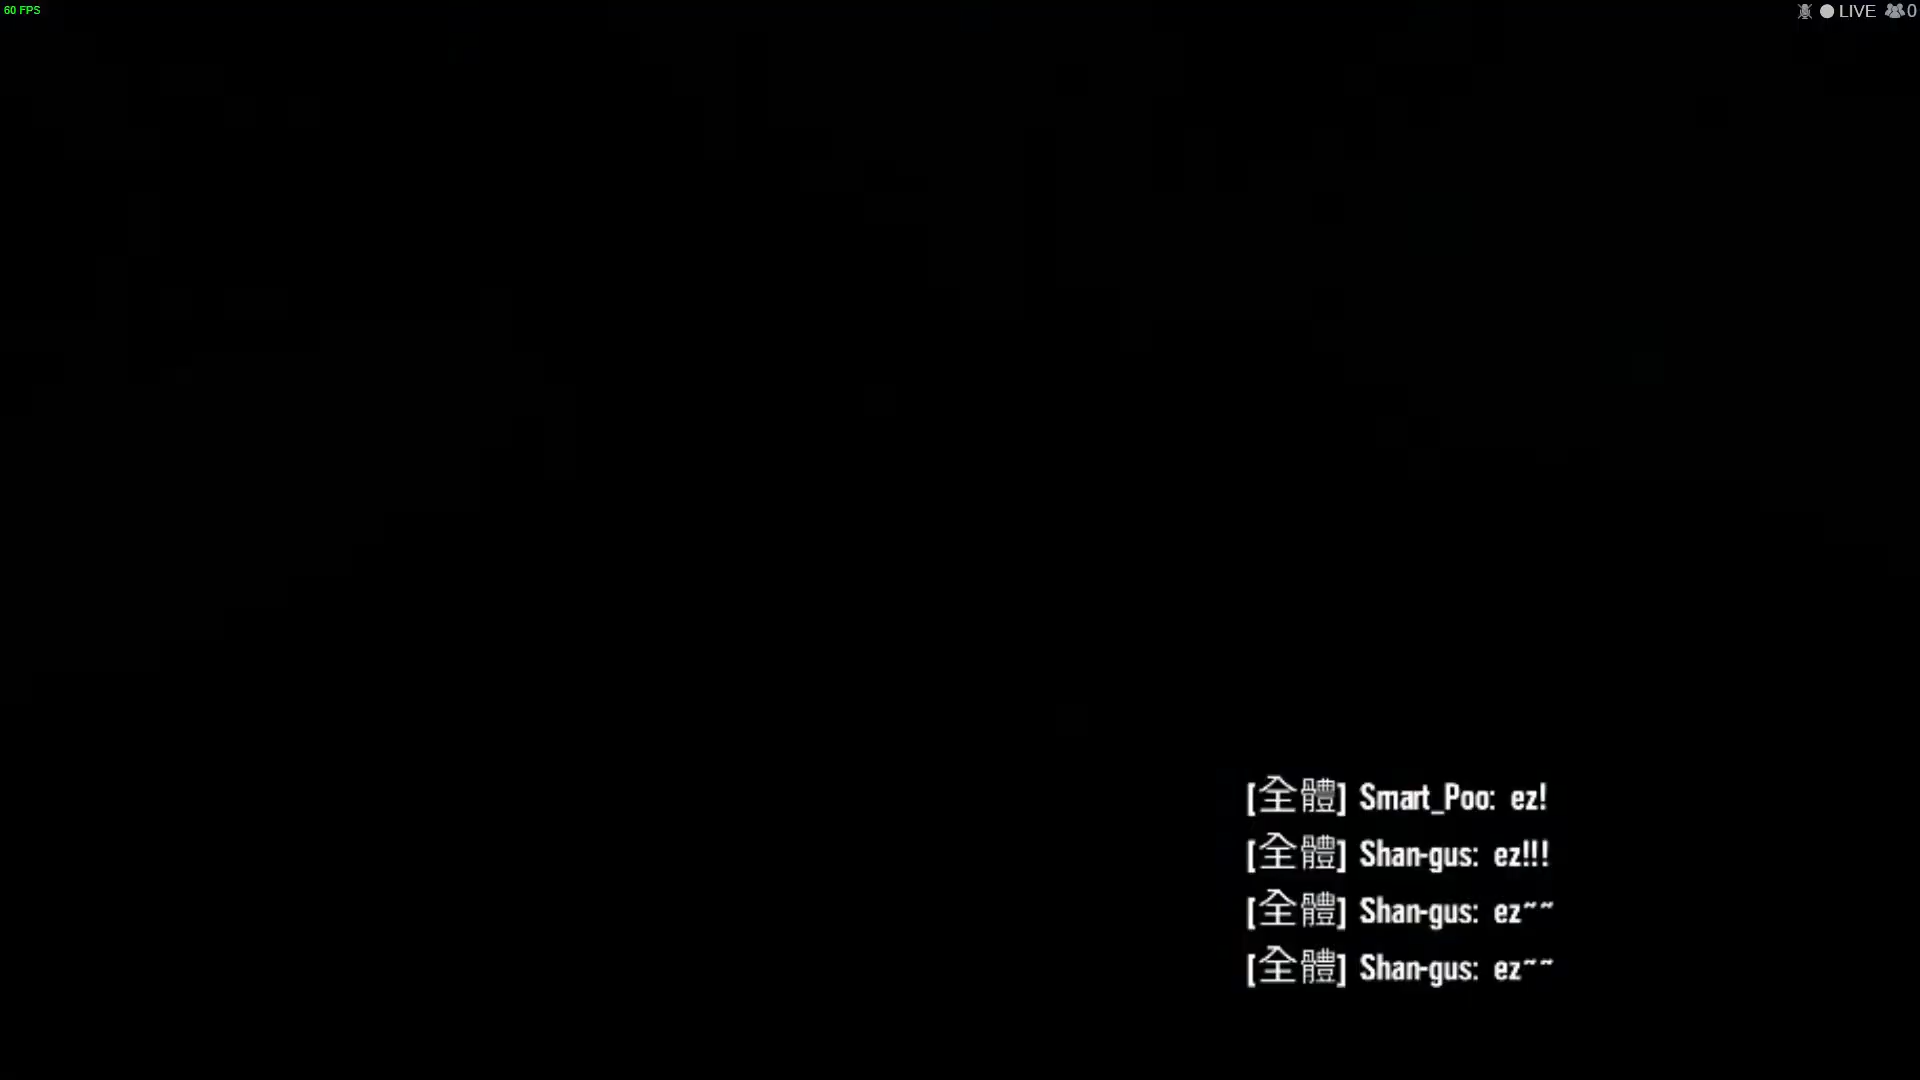 60 FPS
LIVE 0
[全體] Smart_Poo: ez!
[全體] Shan-gus: ez!!!
[全體] Shan-gus: ez~~
[全體] Shan-gus: ez~~